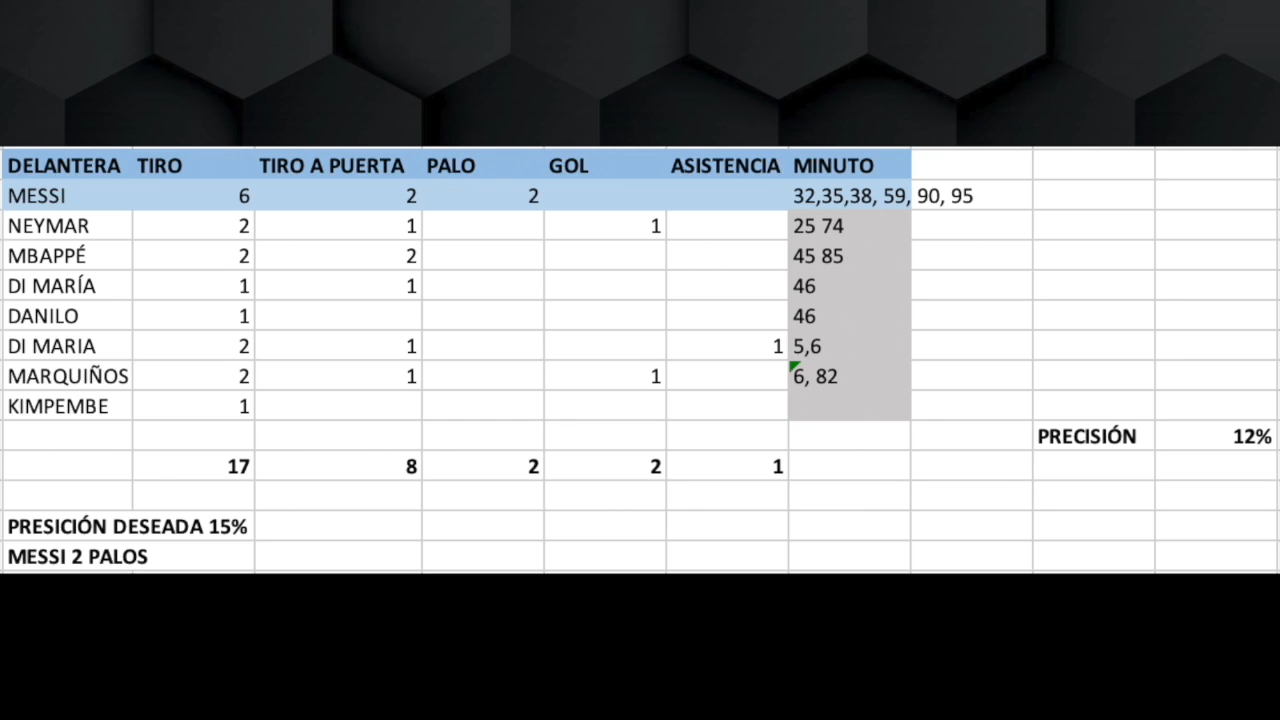 DELANTERA TIRO TIRO A PUERTA PALO GOL ASISTENCIA MINUTO
MESSI 6 2 2 32,35,38, 59, 90, 95
NEYMAR 2 1 1 25 74
MBAPPÉ 2 2 45 85
DI MARÍA 1 1 46
DANILO 1 46
DI MARIA 2 1 1 5,6
MARQUIÑOS 2 1 1 6, 82
KIMPEMBE 1
PRECISIÓN 12%
17 8 2 2 1
PRESICIÓN DESEADA 15%
MESSI 2 PALOS